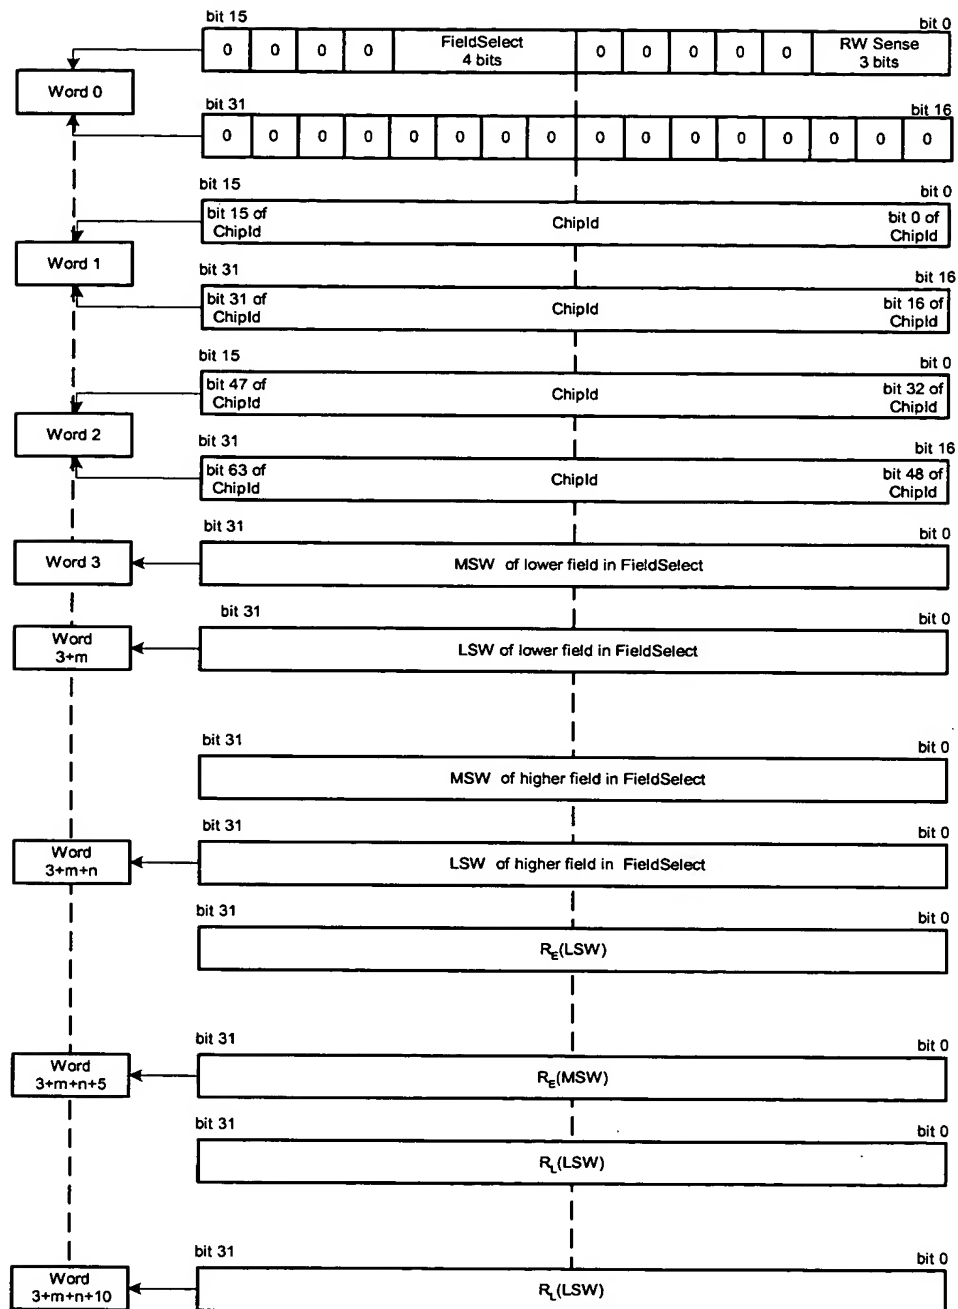 bit 15
bit 0
0 0 0 0 FieldSelect 0 0 0 0 0 RW Sense
4 bits 3 bits
Word 0
bit 31
bit 16
0 0 0 0 0 0 0 0 0 0 0 0 0 0 0 0
bit 15
bit 0
bit 15 of ChipId bit 0 of
ChipId ChipId
Word 1
bit 31
bit 16
bit 31 of ChipId bit 16 of
ChipId ChipId
bit 15
bit 0
bit 47 of ChipId bit 32 of
ChipId ChipId
Word 2
bit 31
bit 16
bit 63 of ChipId bit 48 of
ChipId ChipId
bit 31
bit 0
Word 3
MSW of lower field in FieldSelect
bit 31
bit 0
Word
3+m
LSW of lower field in FieldSelect
bit 31
bit 0
MSW of higher field in FieldSelect
bit 31
bit 0
Word
3+m+n
LSW of higher field in FieldSelect
bit 31
bit 0
R_E(LSW)
bit 31
bit 0
Word
3+m+n+5
R_E(MSW)
bit 31
bit 0
R_L(LSW)
bit 31
bit 0
Word
3+m+n+10
R_L(LSW)